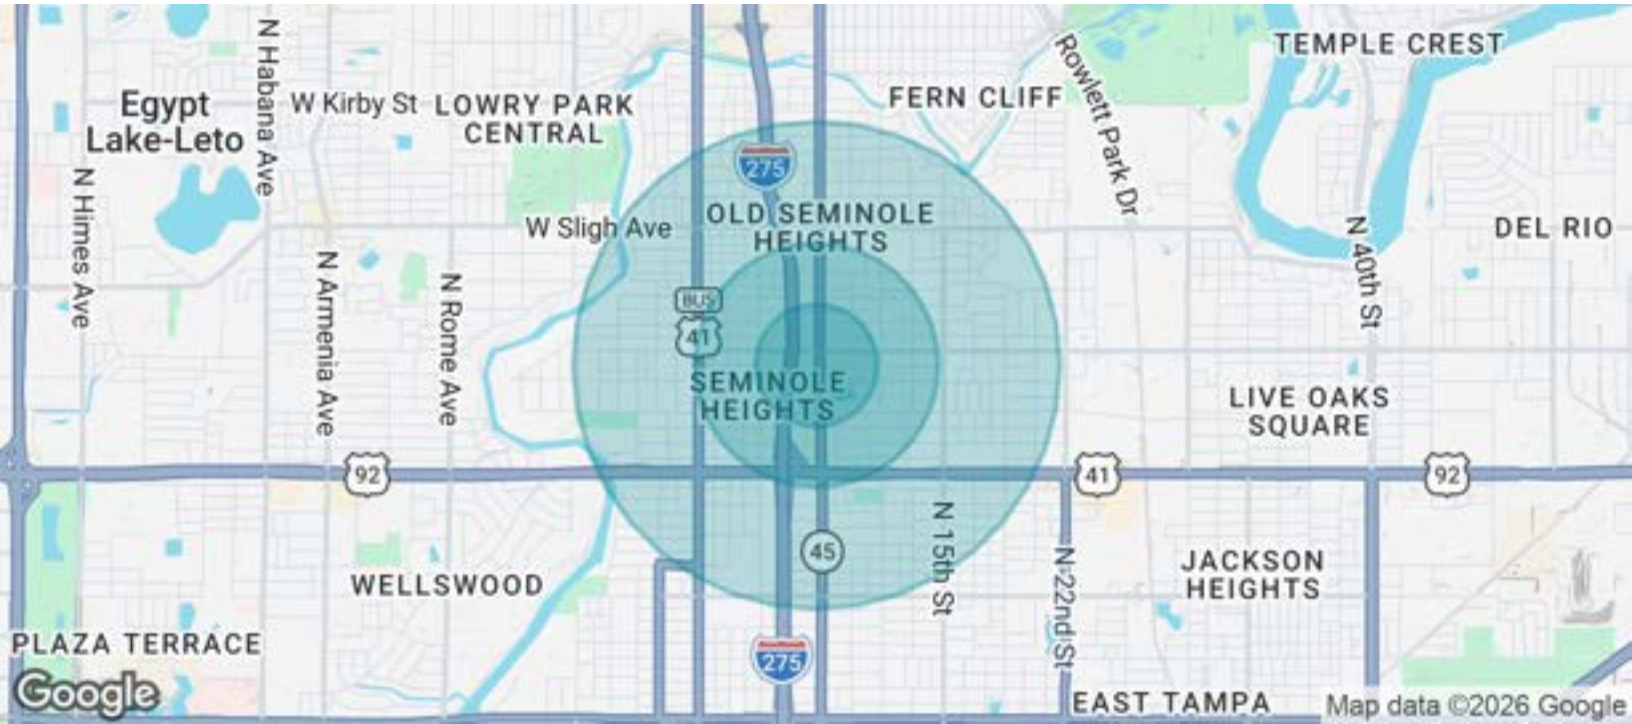 TEMPLE CREST
N Habana Ave
Rowlett Park Dr
Egypt
Lake-Leto
W Kirby St
LOWRY PARK
CENTRAL
FERN CLIFF
275
N Himes Ave
OLD SEMINOLE
HEIGHTS
W Sligh Ave
N 40th St
DEL RIO
N Armenia Ave
N Rome Ave
BUS
41
SEMINOLE
HEIGHTS
LIVE OAKS
SQUARE
92
41
92
N 15th St
45
N 22nd St
JACKSON
HEIGHTS
WELLSWOOD
PLAZA TERRACE
275
Google
EAST TAMPA
Map data ©2026 Google